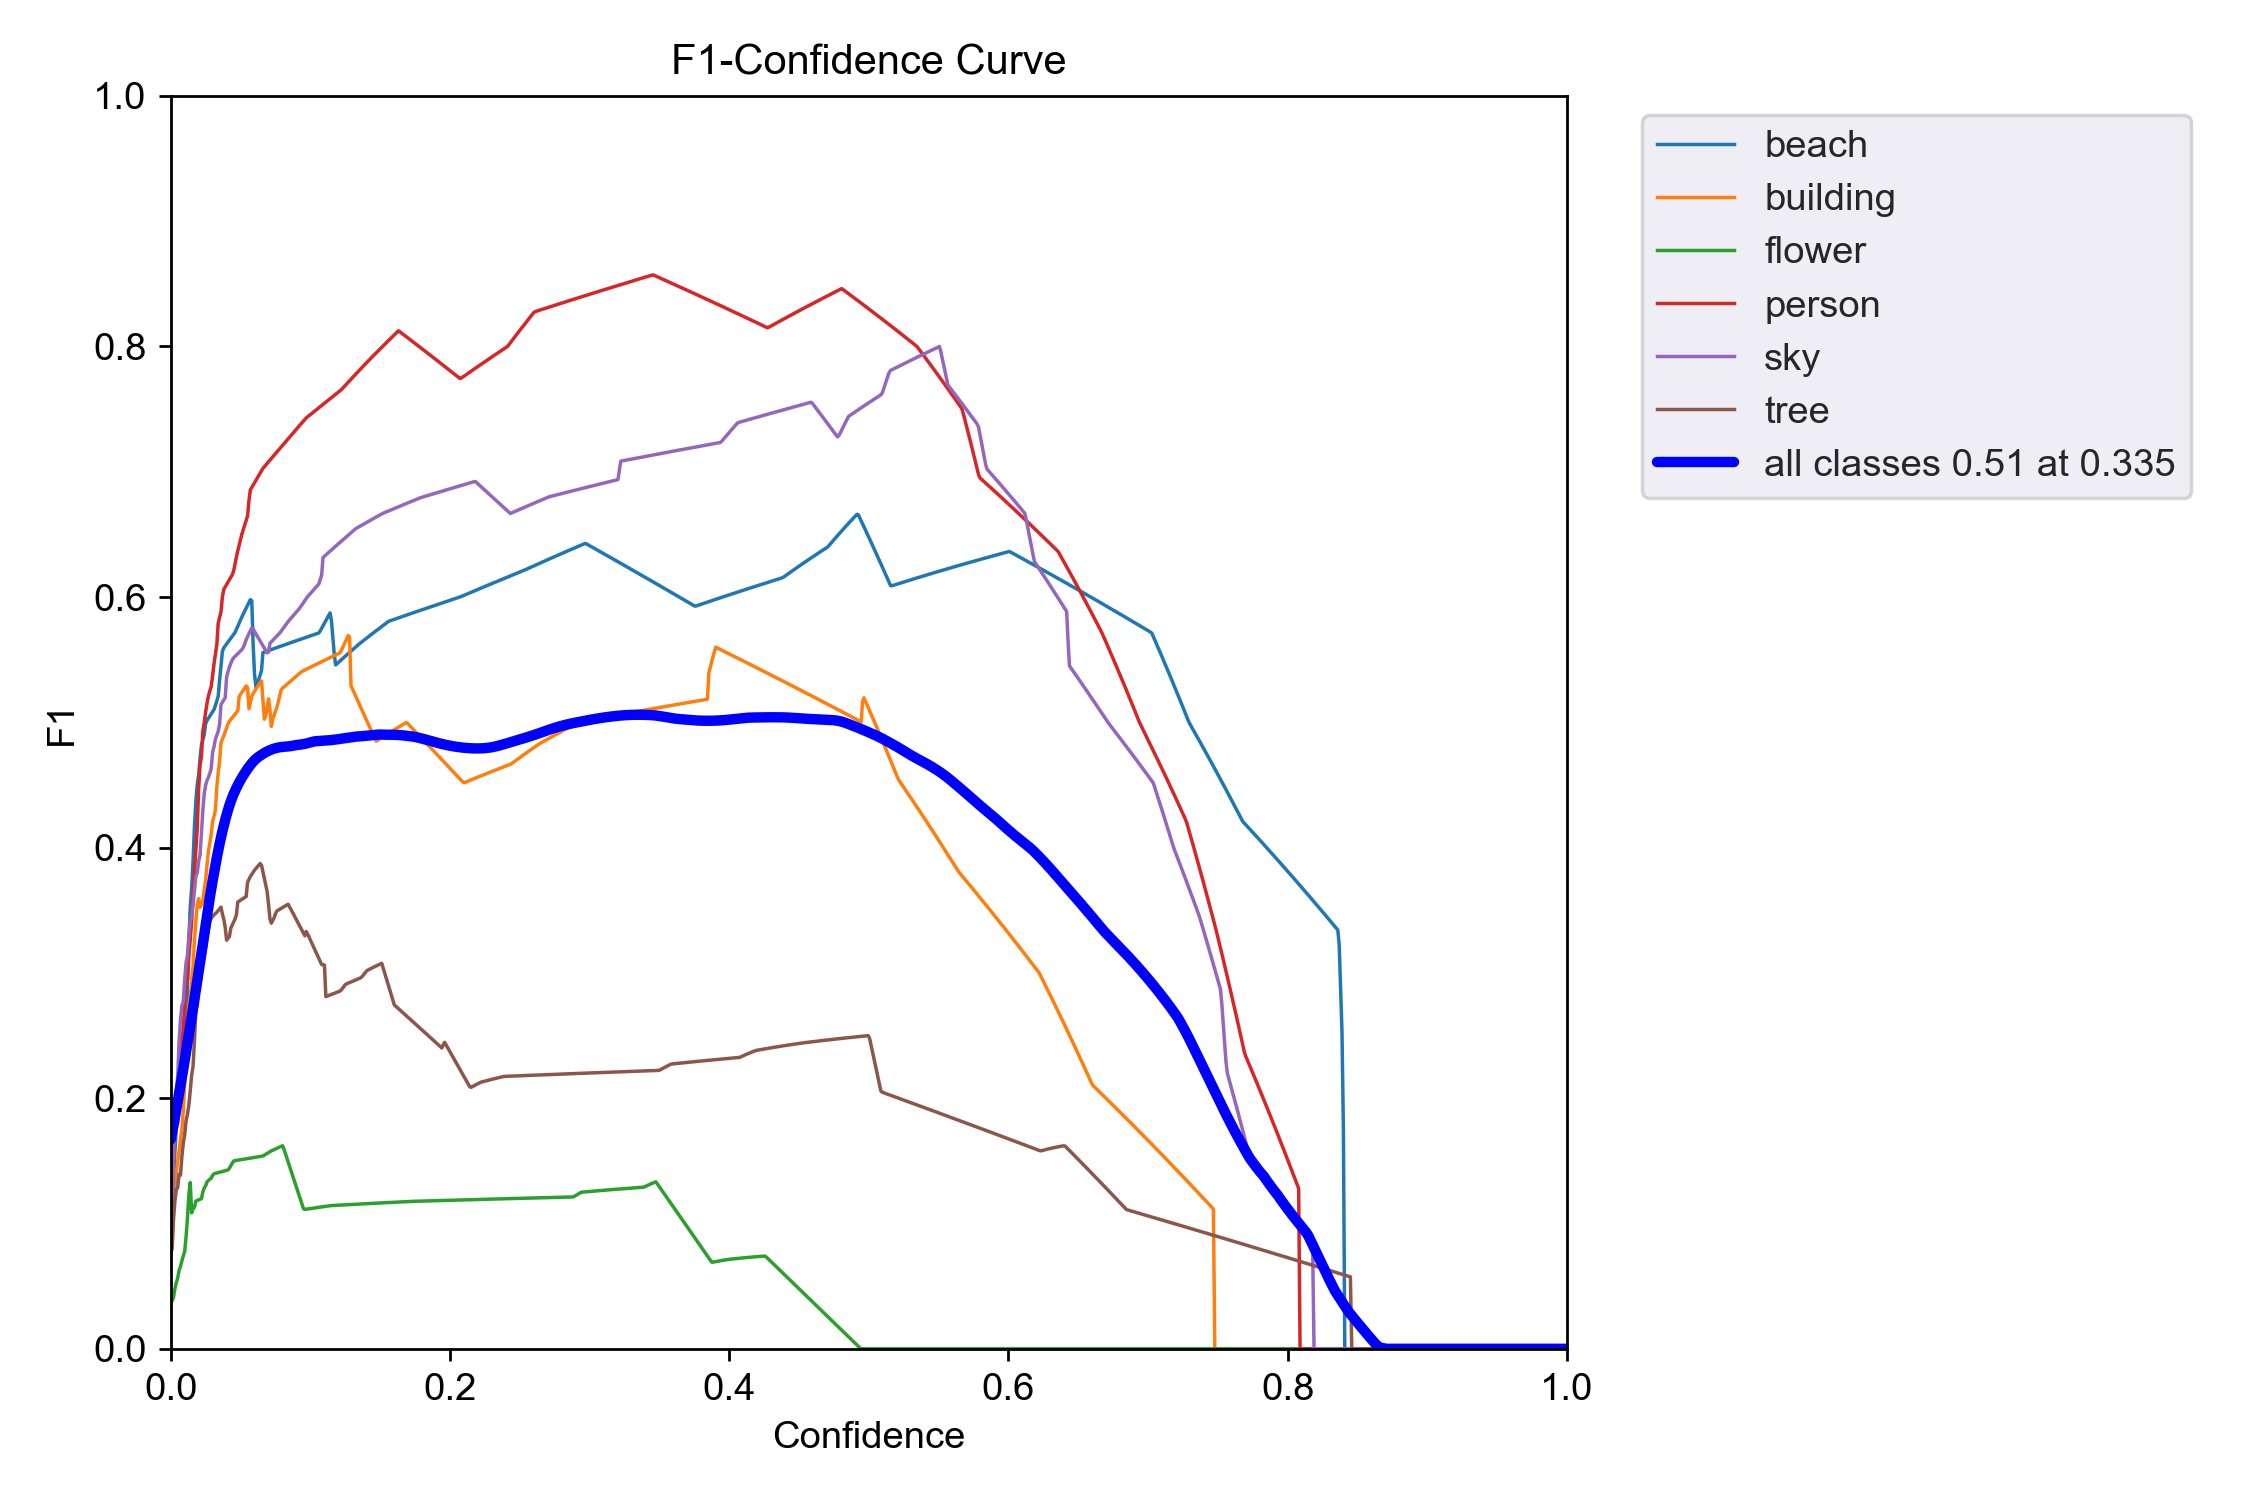 F1-Confidence Curve
1.0
0.8
0.6
0.4
0.2
0.0
F1
0.0 0.2 0.4 0.6 0.8 1.0
Confidence
beach
building
flower
person
sky
tree
all classes 0.51 at 0.335